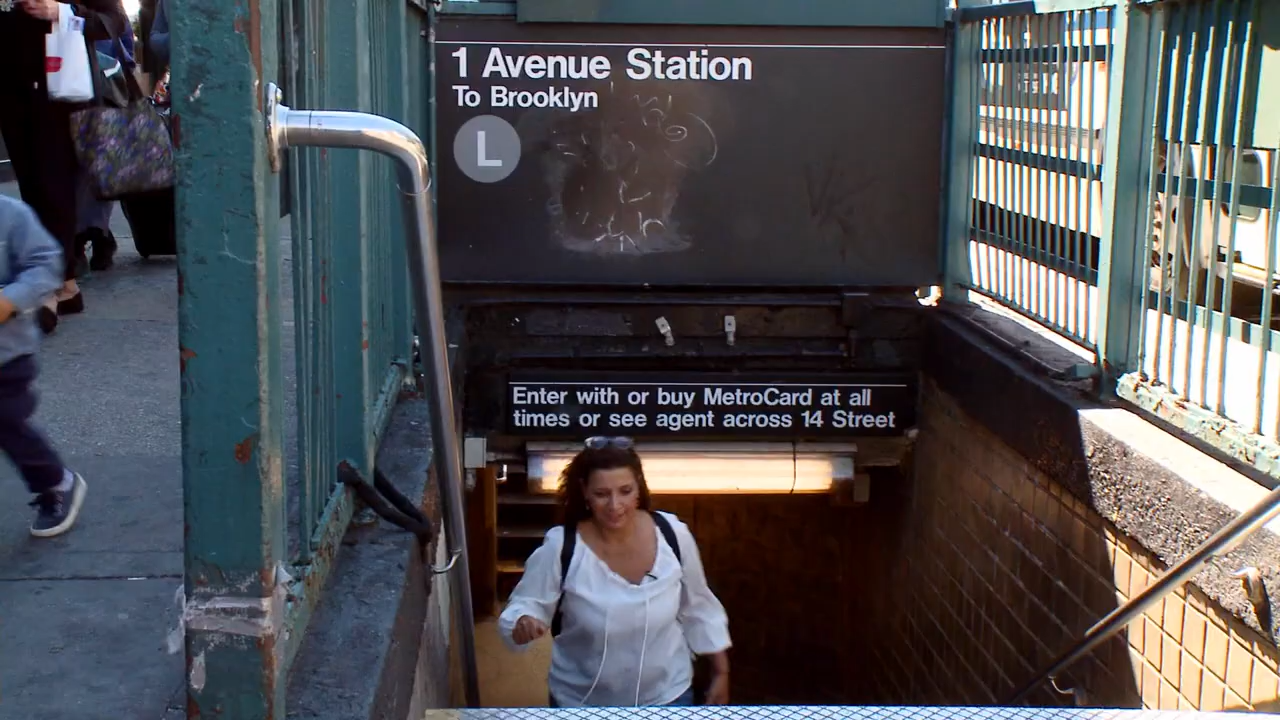 1 Avenue Station
To Brooklyn
L
Enter with or buy MetroCard at all
times or see agent across 14 Street